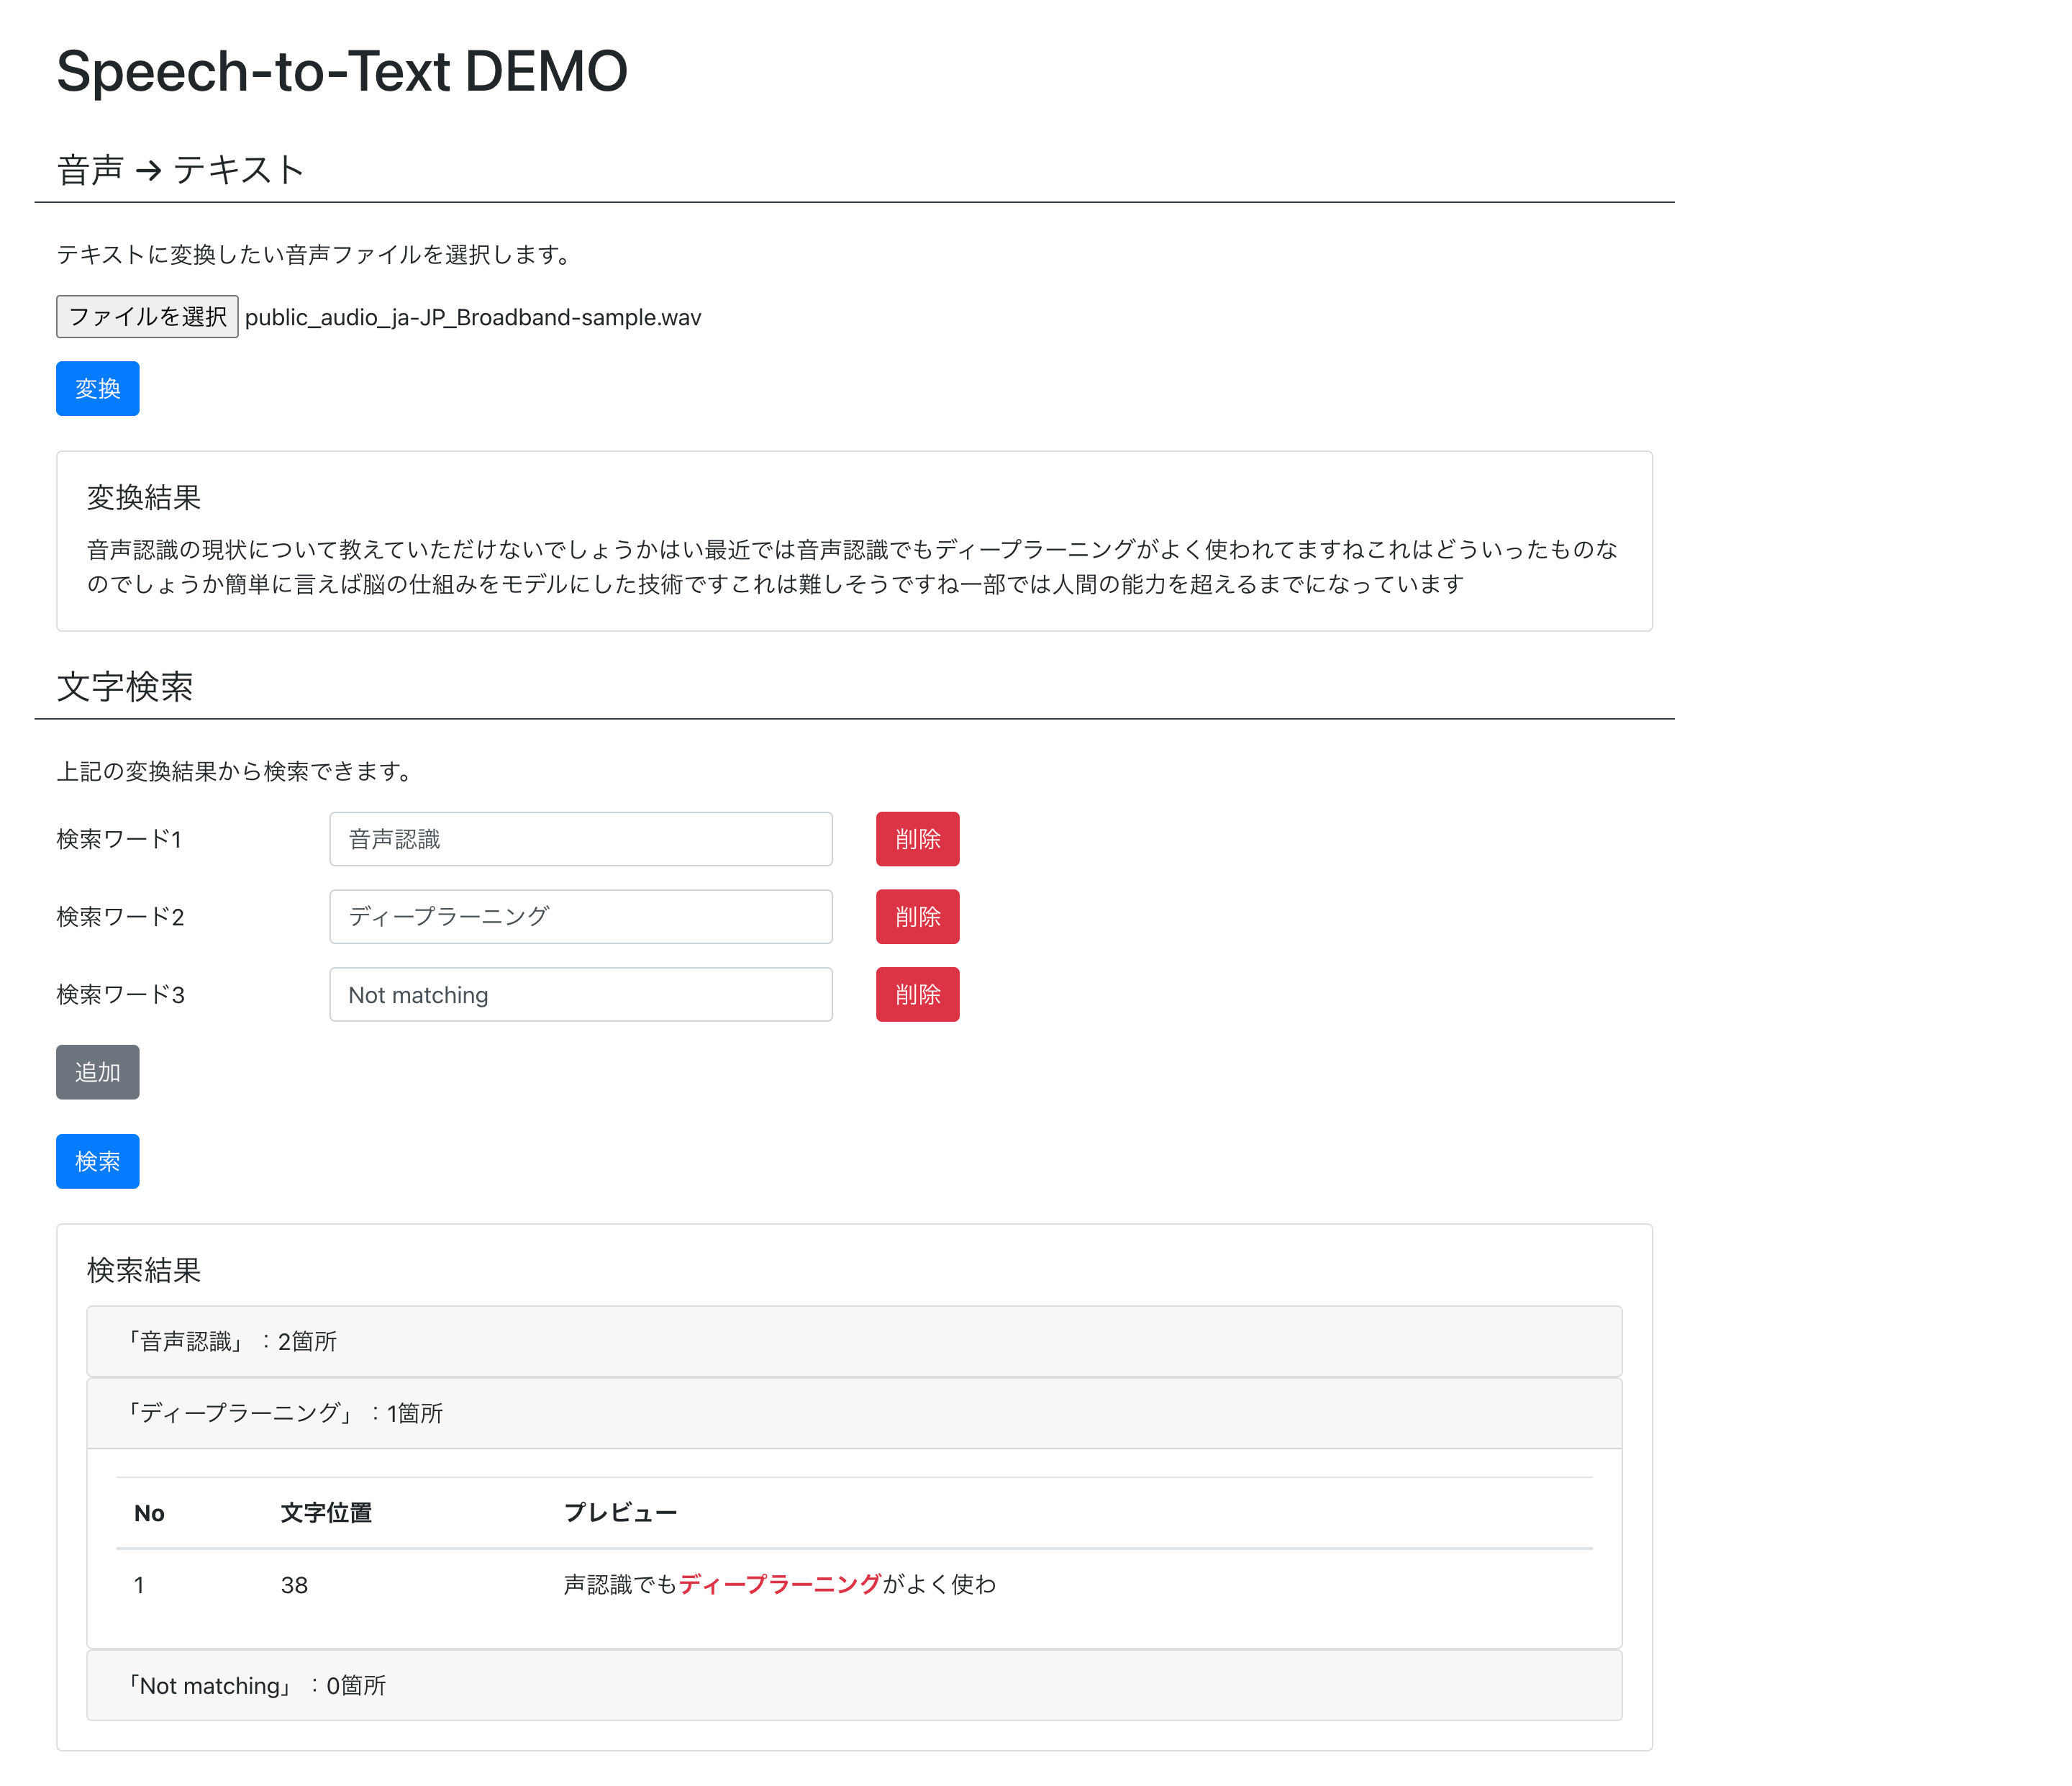 Speech-to-Text DEMO
音声 → テキスト
テキストに変換したい音声ファイルを選択します。
ファイルを選択 public_audio_ja-JP_Broadband-sample.wav
変換
変換結果
音声認識の現状について教えていただけないでしょうかはい最近では音声認識でもディープラーニングがよく使われてますねこれはどういったものな
のでしょうか簡単に言えば脳の仕組みをモデルにした技術ですこれは難しそうですね一部では人間の能力を超えるまでになっています
文字検索
上記の変換結果から検索できます。
検索ワード1 音声認識 削除
検索ワード2 ディープラーニング 削除
検索ワード3 Not matching 削除
追加
検索
検索結果
「音声認識」：2箇所
「ディープラーニング」：1箇所
No 文字位置 プレビュー
1 38 声認識でもディープラーニングがよく使わ
「Not matching」：0箇所